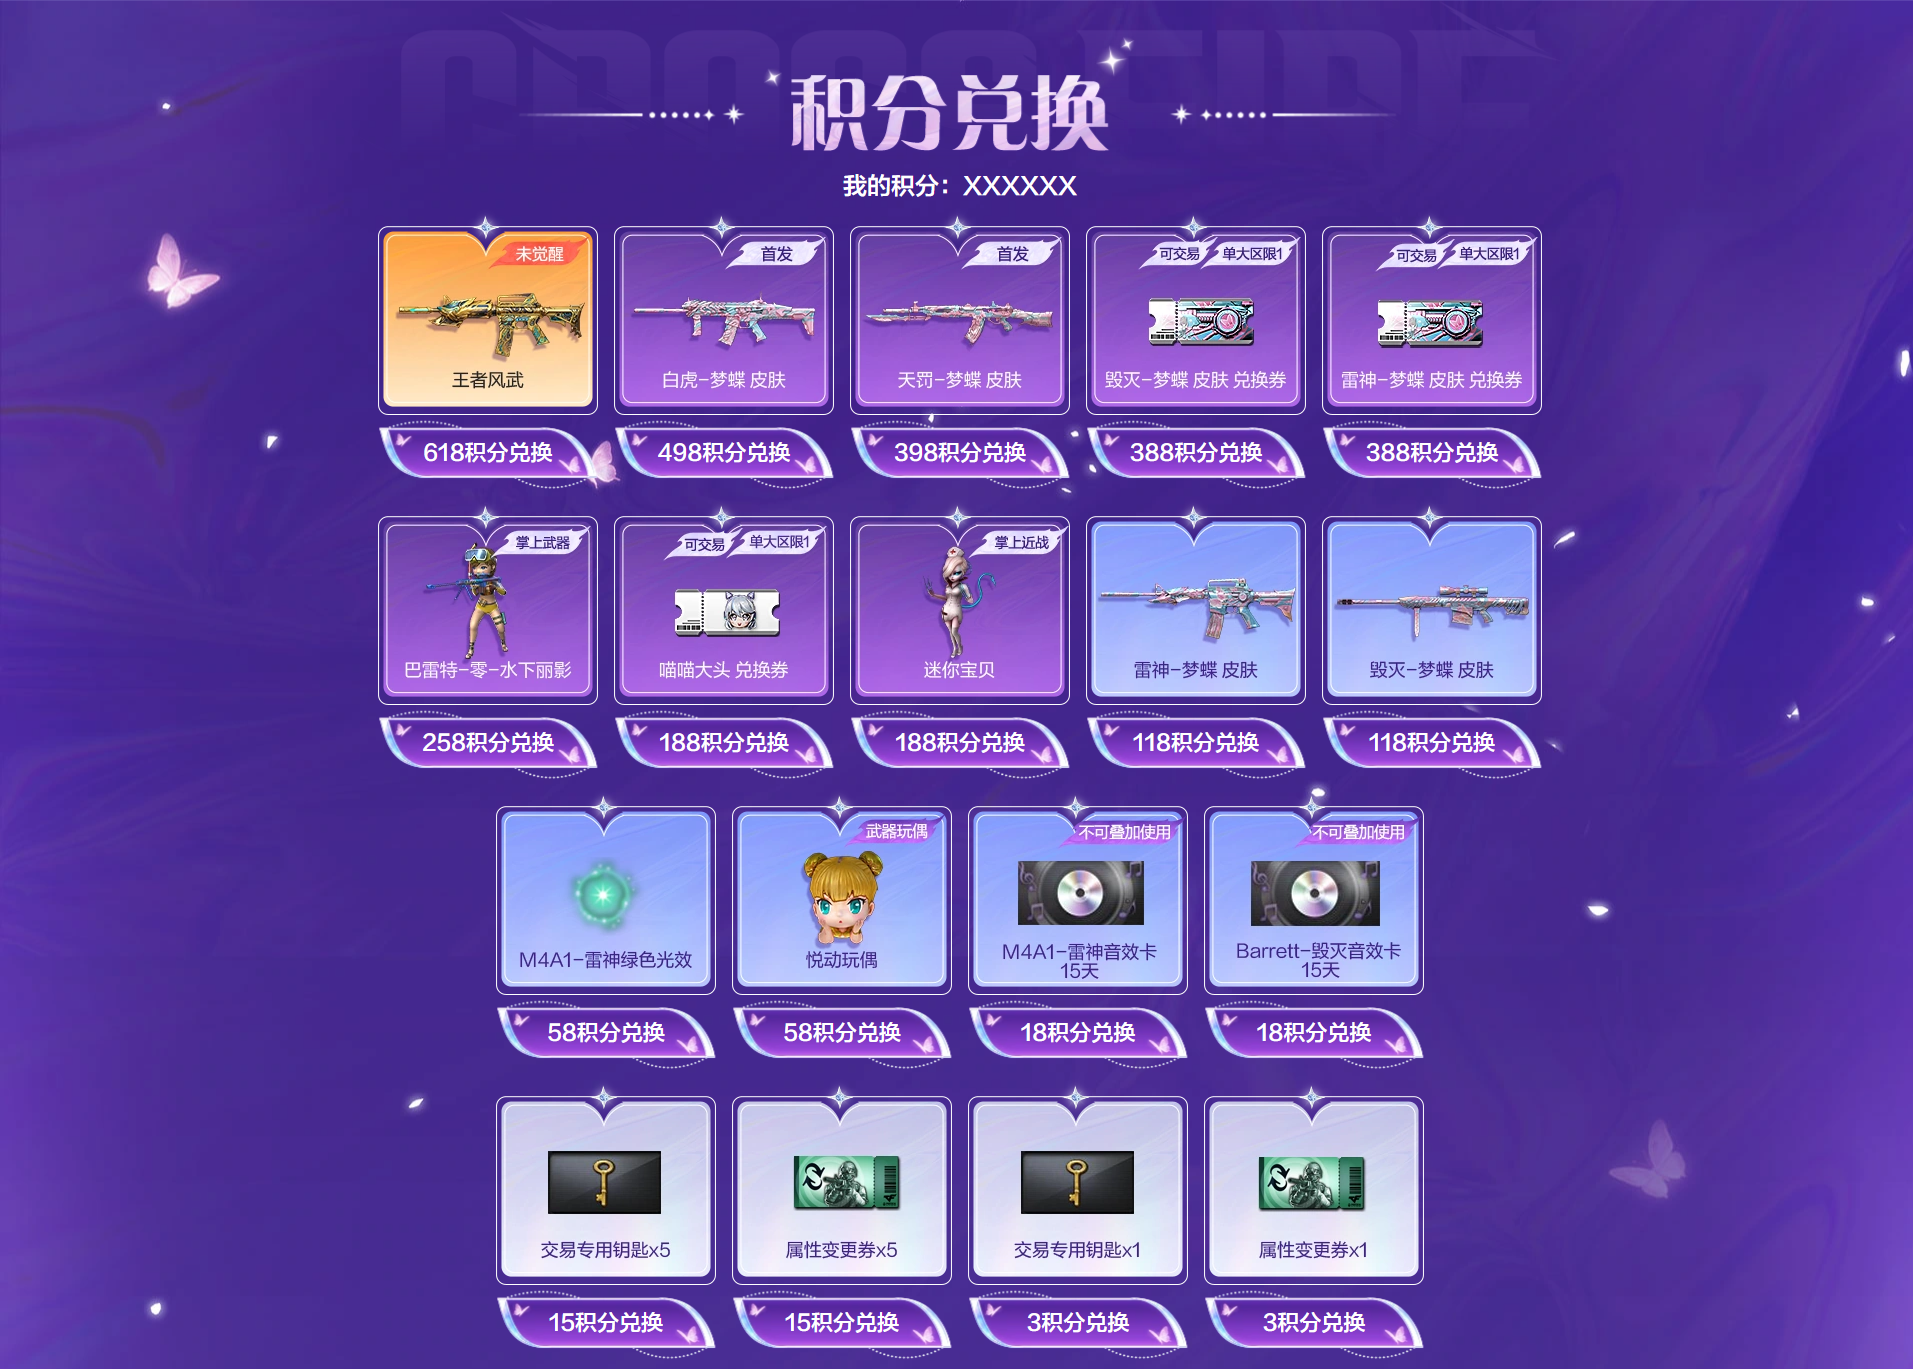 CROSSFIRE
积分兑换
我的积分：XXXXXX
未觉醒
王者风武
618积分兑换
首发
白虎-梦蝶 皮肤
498积分兑换
首发
天罚-梦蝶 皮肤
398积分兑换
可交易 单大区限1
毁灭-梦蝶 皮肤 兑换券
388积分兑换
可交易 单大区限1
雷神-梦蝶 皮肤 兑换券
388积分兑换
掌上武器
巴雷特-零-水下丽影
258积分兑换
可交易 单大区限1
喵喵大头 兑换券
188积分兑换
掌上近战
迷你宝贝
188积分兑换
雷神-梦蝶 皮肤
118积分兑换
毁灭-梦蝶 皮肤
118积分兑换
M4A1-雷神绿色光效
58积分兑换
武器玩偶
悦动玩偶
58积分兑换
不可叠加使用
M4A1-雷神音效卡
15天
18积分兑换
不可叠加使用
Barrett-毁灭音效卡
15天
18积分兑换
交易专用钥匙x5
15积分兑换
属性变更券x5
15积分兑换
交易专用钥匙x1
3积分兑换
属性变更券x1
3积分兑换